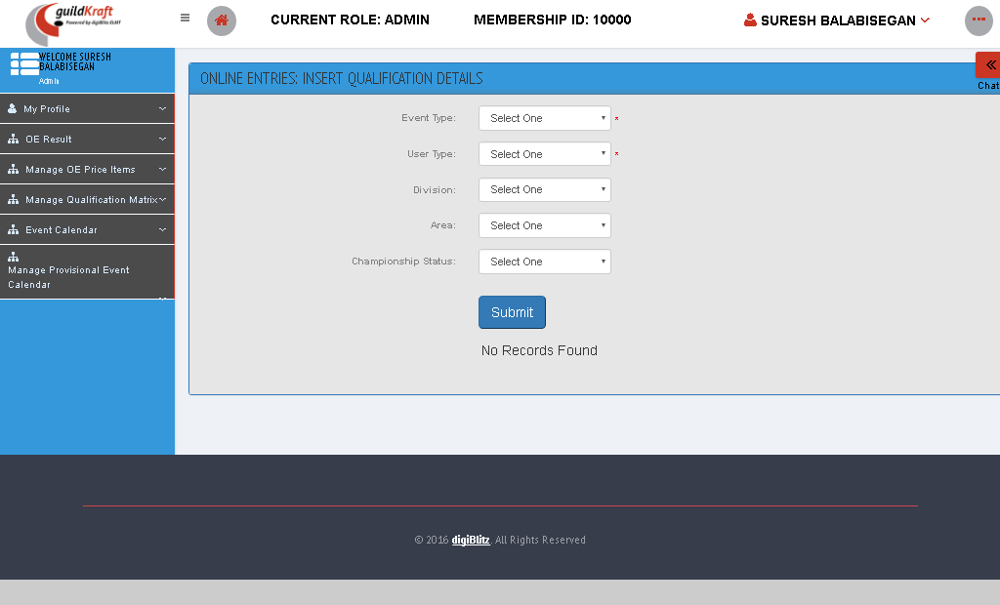 guildKraft
Powered by digiBlitz ELMT
CURRENT ROLE: ADMIN
MEMBERSHIP ID: 10000
SURESH BALABISEGAN
WELCOME SURESH
BALABISEGAN
Admin
My Profile
OE Result
Manage OE Price Items
Manage Qualification Matrix
Event Calendar
Manage Provisional Event
Calendar
ONLINE ENTRIES: INSERT QUALIFICATION DETAILS
Chat
Event Type: Select One *
User Type: Select One *
Division: Select One
Area: Select One
Championship Status: Select One
Submit
No Records Found
© 2016 digiBlitz. All Rights Reserved